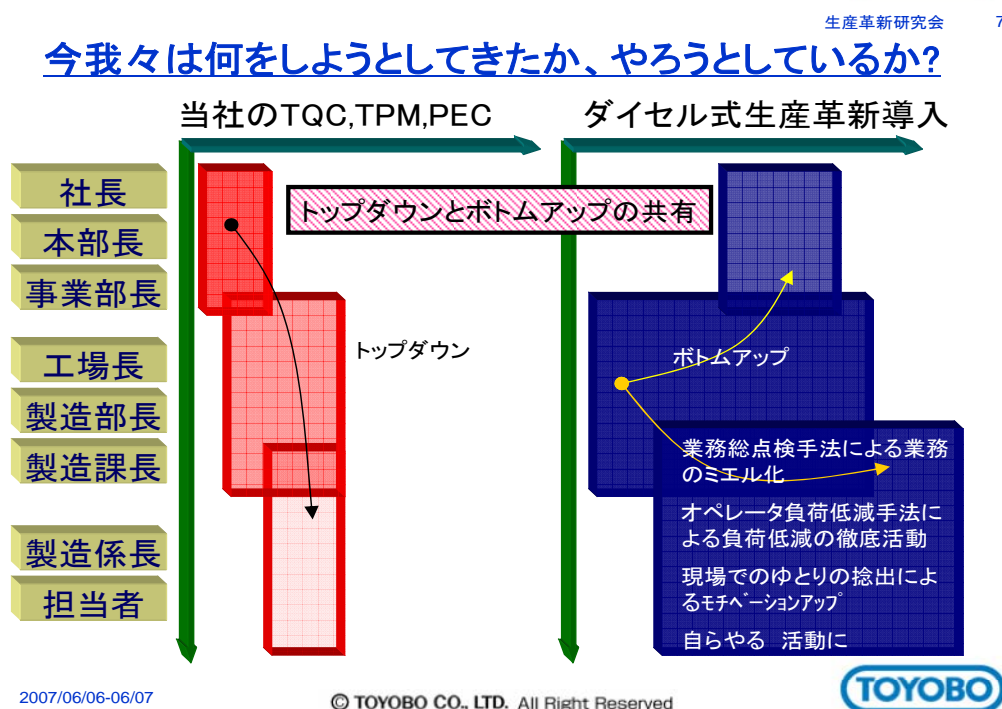 生産革新研究会 7
今我々は何をしようとしてきたか、やろうとしているか?
当社のTQC,TPM,PEC
ダイセル式生産革新導入
社長
本部長
事業部長
工場長
製造部長
製造課長
製造係長
担当者
トップダウンとボトムアップの共有
トップダウン
ボトムアップ
業務総点検手法による業務
のミエル化
オペレータ負荷低減手法に
よる負荷低減の徹底活動
現場でのゆとりの捻出によ
るﾓﾁﾍﾞｰｼｮﾝｱｯﾌﾟ
自らやる 活動に
2007/06/06-06/07
© TOYOBO CO., LTD. All Right Reserved
TOYOBO